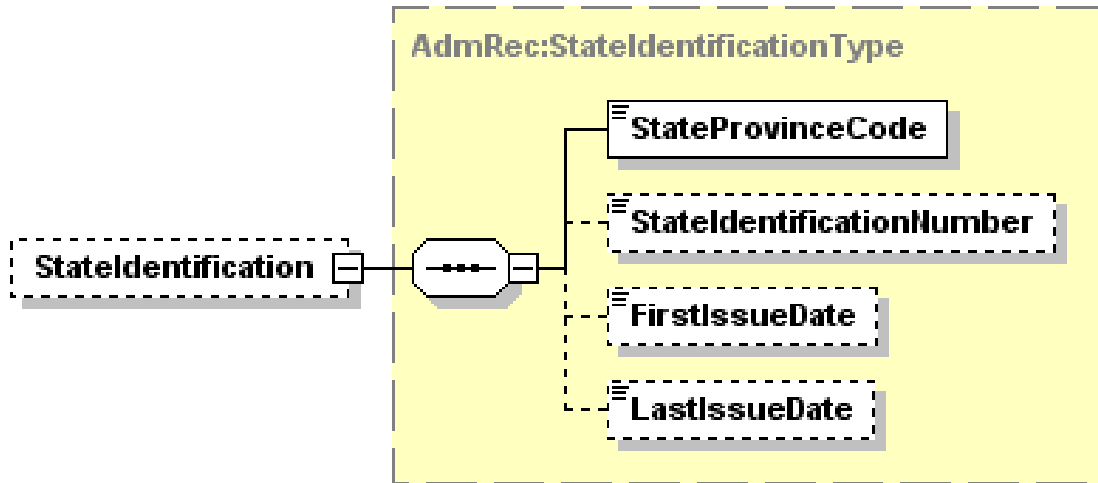 AdmRec:StateIdentificationType
StateProvinceCode
StateIdentificationNumber
StateIdentification
FirstIssueDate
LastIssueDate